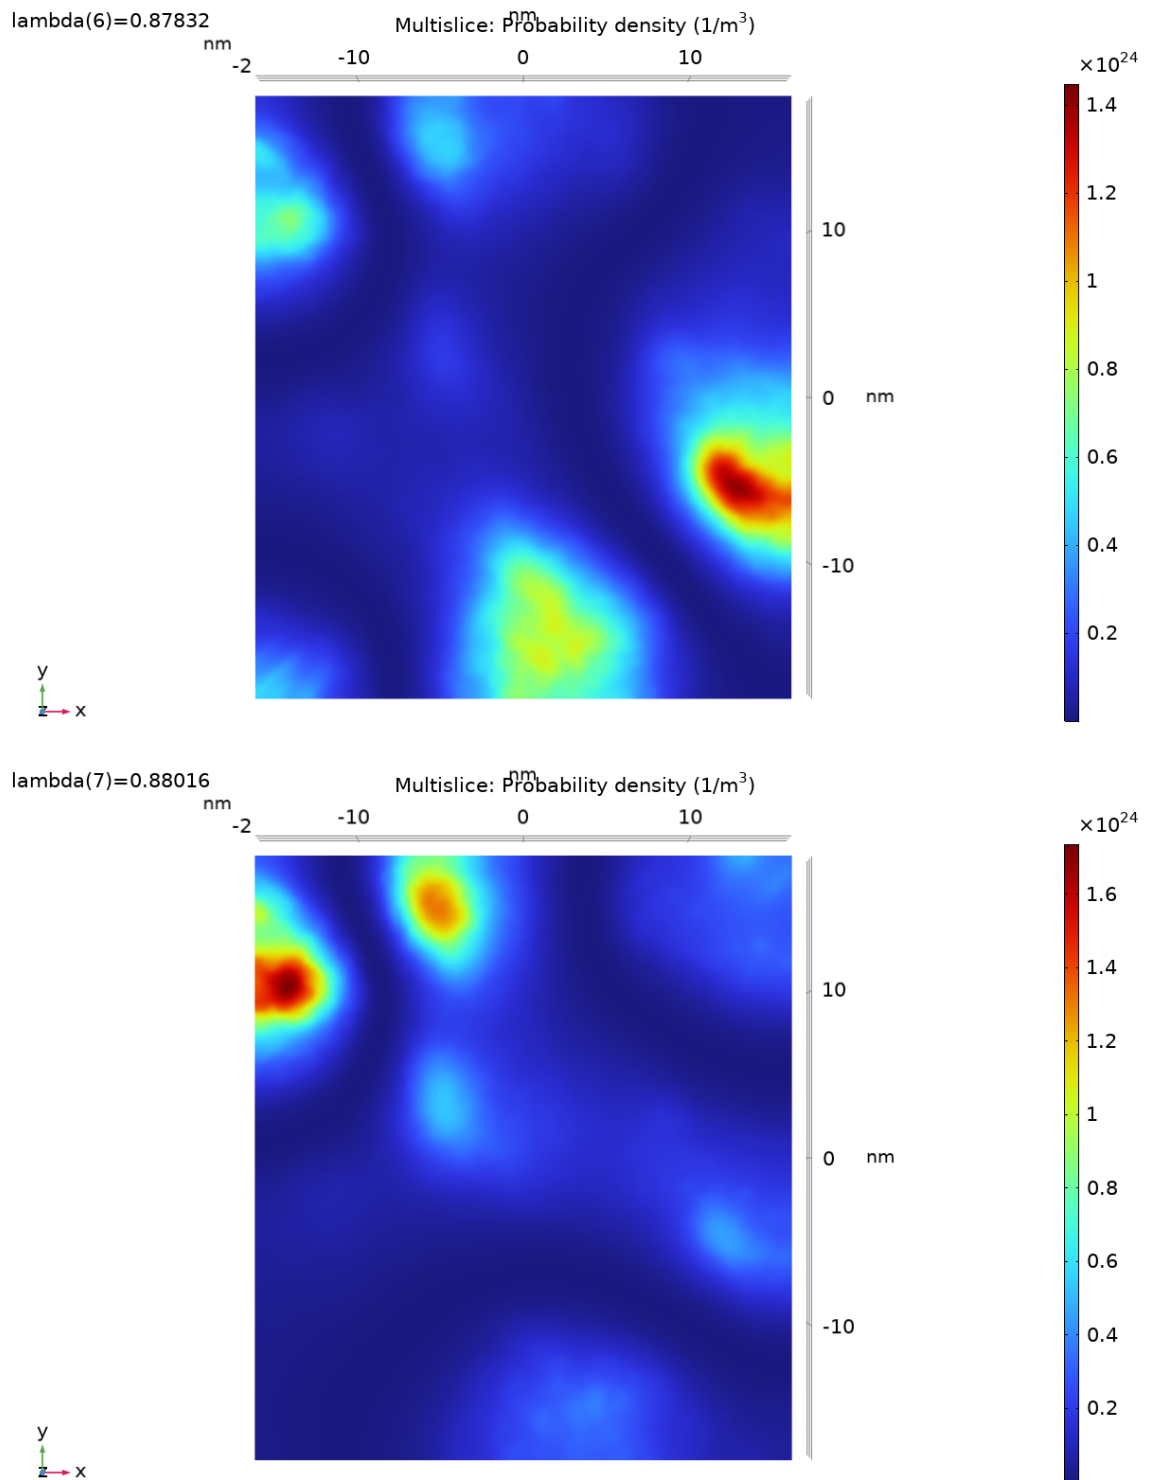 lambda(6)=0.87832
Multislice: Probability density (1/m³)
nm
nm
-2
-10
0
10
×10²⁴
1.4
1.2
1
0.8
0.6
0.4
0.2
10
0
nm
-10
y
z
x
lambda(7)=0.88016
Multislice: Probability density (1/m³)
nm
nm
-2
-10
0
10
×10²⁴
1.6
1.4
1.2
1
0.8
0.6
0.4
0.2
10
0
nm
-10
y
z
x